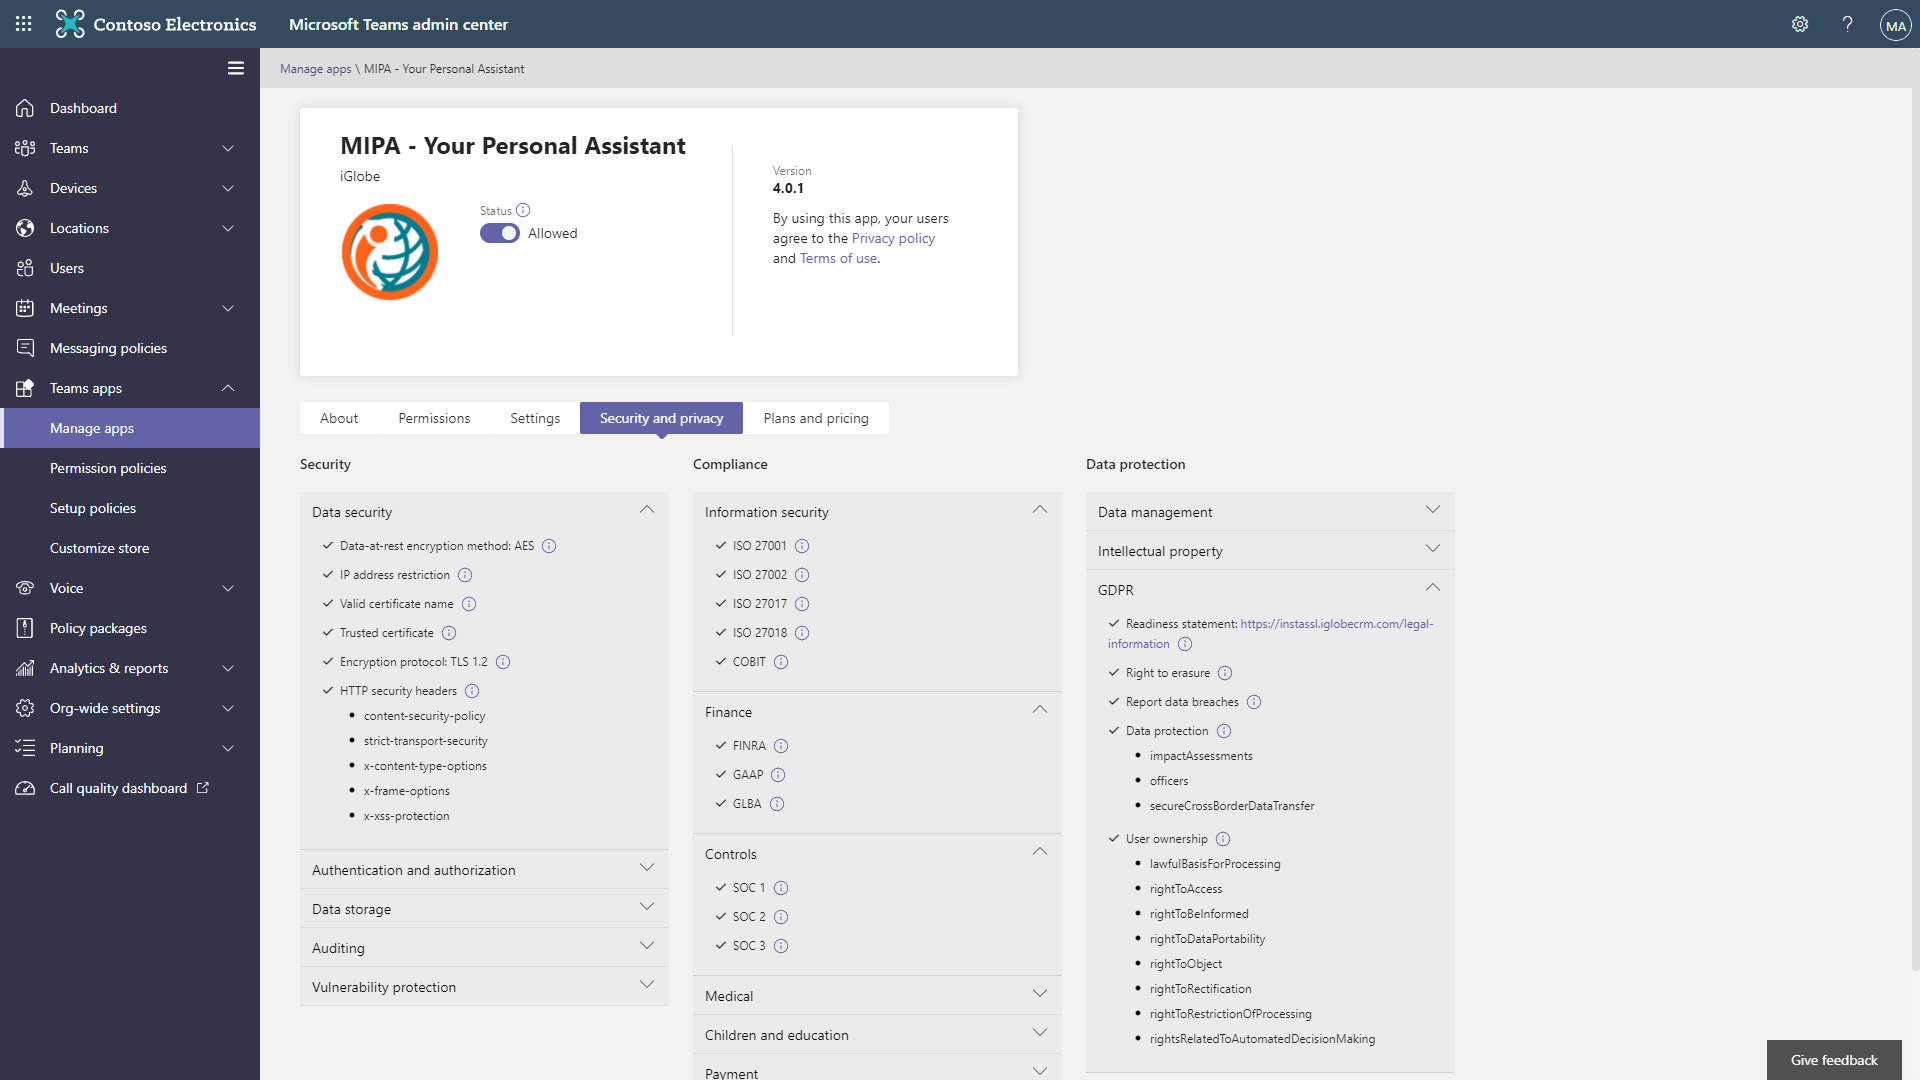 Contoso Electronics
Microsoft Teams admin center
MA
Dashboard
Teams
Devices
Locations
Users
Meetings
Messaging policies
Teams apps
Manage apps
Permission policies
Setup policies
Customize store
Voice
Policy packages
Analytics & reports
Org-wide settings
Planning
Call quality dashboard
Manage apps \ MIPA - Your Personal Assistant
MIPA - Your Personal Assistant
iGlobe
Status
Allowed
Version
4.0.1
By using this app, your users
agree to the Privacy policy
and Terms of use.
About
Permissions
Settings
Security and privacy
Plans and pricing
Security
Data security
Data-at-rest encryption method: AES
IP address restriction
Valid certificate name
Trusted certificate
Encryption protocol: TLS 1.2
HTTP security headers
content-security-policy
strict-transport-security
x-content-type-options
x-frame-options
x-xss-protection
Authentication and authorization
Data storage
Auditing
Vulnerability protection
Compliance
Information security
ISO 27001
ISO 27002
ISO 27017
ISO 27018
COBIT
Finance
FINRA
GAAP
GLBA
Controls
SOC 1
SOC 2
SOC 3
Medical
Children and education
Payment
Data protection
Data management
Intellectual property
GDPR
Readiness statement: https://instassl.iglobecrm.com/legal-
information
Right to erasure
Report data breaches
Data protection
impactAssessments
officers
secureCrossBorderDataTransfer
User ownership
lawfulBasisForProcessing
rightToAccess
rightToBeInformed
rightToDataPortability
rightToObject
rightToRectification
rightToRestrictionOfProcessing
rightsRelatedToAutomatedDecisionMaking
Give feedback